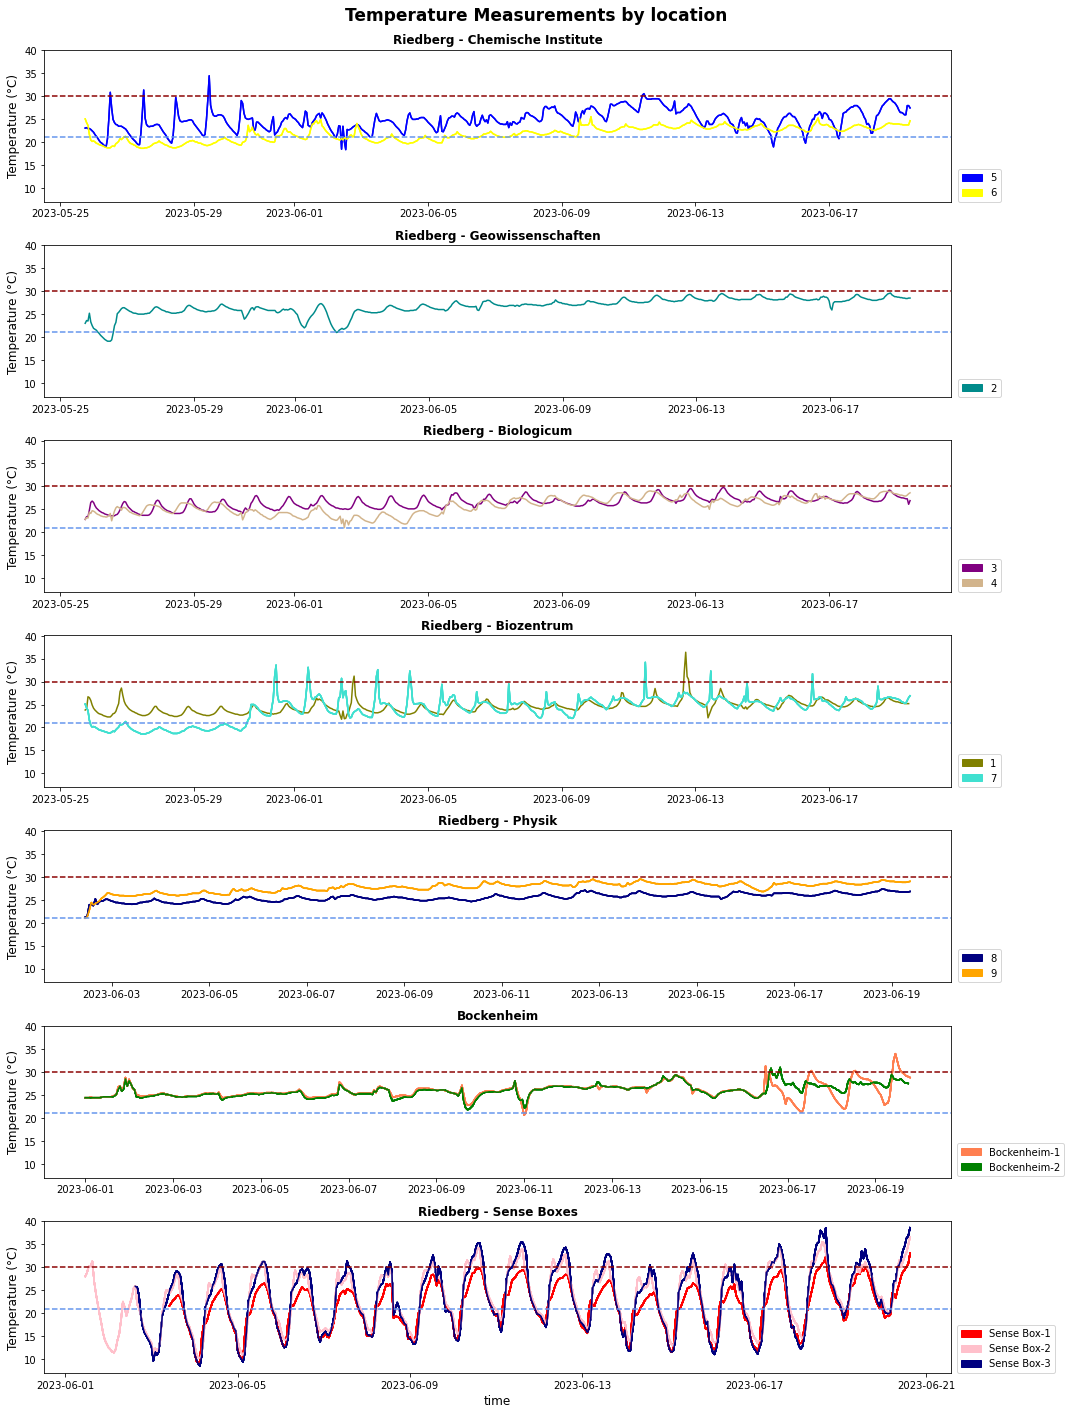 Temperature Measurements by location
Riedberg - Chemische Institute
Temperature (°C)
40
35
30
25
20
15
10
2023-05-25 2023-05-29 2023-06-01 2023-06-05 2023-06-09 2023-06-13 2023-06-17
5
6
Riedberg - Geowissenschaften
Temperature (°C)
40
35
30
25
20
15
10
2023-05-25 2023-05-29 2023-06-01 2023-06-05 2023-06-09 2023-06-13 2023-06-17
2
Riedberg - Biologicum
Temperature (°C)
40
35
30
25
20
15
10
2023-05-25 2023-05-29 2023-06-01 2023-06-05 2023-06-09 2023-06-13 2023-06-17
3
4
Riedberg - Biozentrum
Temperature (°C)
40
35
30
25
20
15
10
2023-05-25 2023-05-29 2023-06-01 2023-06-05 2023-06-09 2023-06-13 2023-06-17
1
7
Riedberg - Physik
Temperature (°C)
40
35
30
25
20
15
10
2023-06-03 2023-06-05 2023-06-07 2023-06-09 2023-06-11 2023-06-13 2023-06-15 2023-06-17 2023-06-19
8
9
Bockenheim
Temperature (°C)
40
35
30
25
20
15
10
2023-06-01 2023-06-03 2023-06-05 2023-06-07 2023-06-09 2023-06-11 2023-06-13 2023-06-15 2023-06-17 2023-06-19
Bockenheim-1
Bockenheim-2
Riedberg - Sense Boxes
Temperature (°C)
40
35
30
25
20
15
10
2023-06-01 2023-06-05 2023-06-09 2023-06-13 2023-06-17 2023-06-21
time
Sense Box-1
Sense Box-2
Sense Box-3